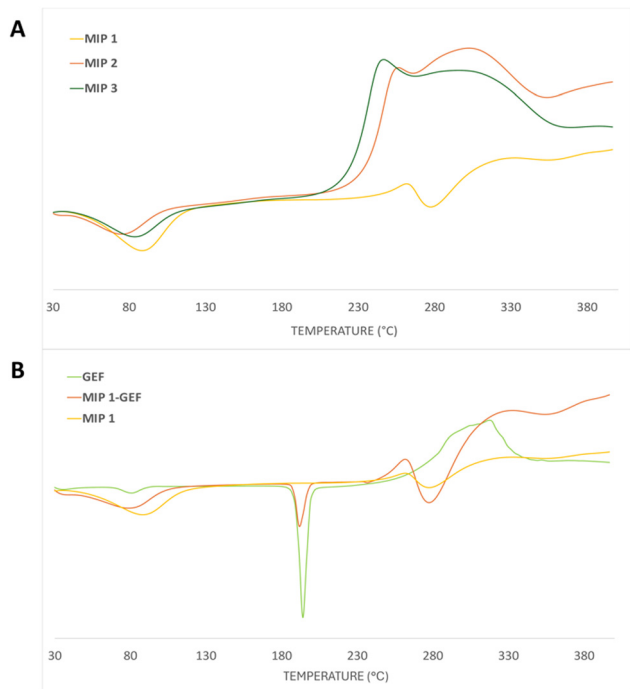 A
MIP 1
MIP 2
MIP 3
30 80 130 180 230 280 330 380
TEMPERATURE (°C)
B
GEF
MIP 1-GEF
MIP 1
30 80 130 180 230 280 330 380
TEMPERATURE (°C)